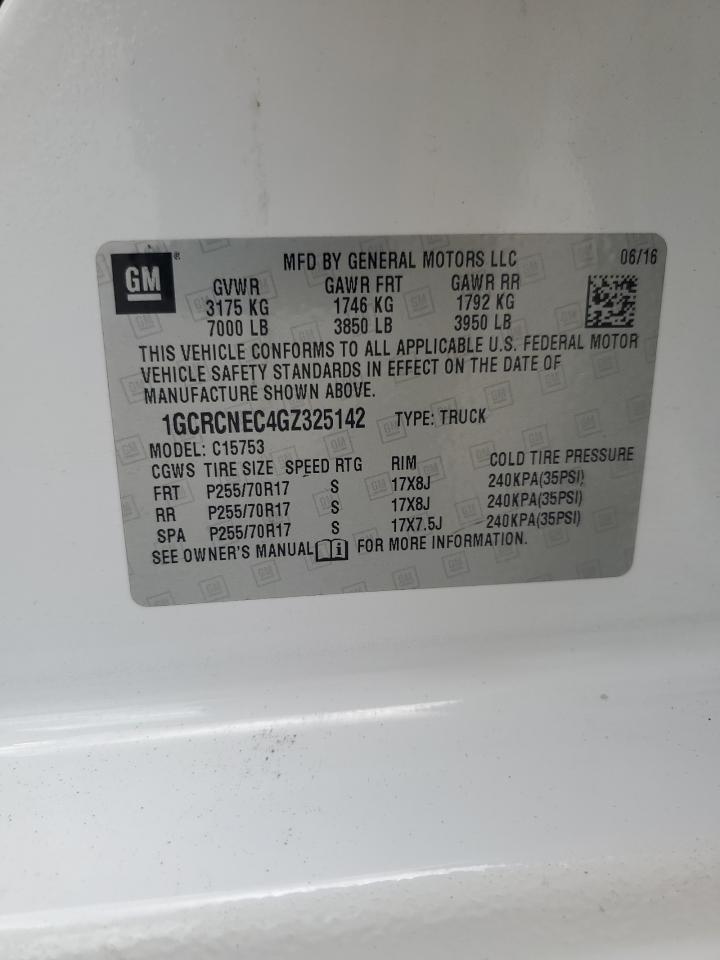 GM ® MFD BY GENERAL MOTORS LLC 06/16
GVWR GAWR FRT GAWR RR
3175 KG 1746 KG 1792 KG
7000 LB 3850 LB 3950 LB
THIS VEHICLE CONFORMS TO ALL APPLICABLE U.S. FEDERAL MOTOR
VEHICLE SAFETY STANDARDS IN EFFECT ON THE DATE OF
MANUFACTURE SHOWN ABOVE.
1GCRCNEC4GZ325142 TYPE: TRUCK
MODEL: C15753
CGWS TIRE SIZE SPEED RTG RIM COLD TIRE PRESSURE
FRT P255/70R17 S 17X8J 240KPA(35PSI)
RR P255/70R17 S 17X8J 240KPA(35PSI)
SPA P255/70R17 S 17X7.5J 240KPA(35PSI)
SEE OWNER'S MANUAL i FOR MORE INFORMATION.